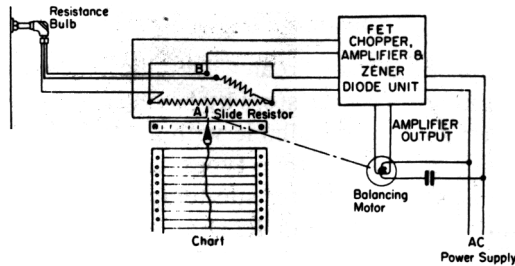 Resistance
Bulb
FET
CHOPPER,
AMPLIFIER &
ZENER
DIODE UNIT
B
A
Slide Resistor
AMPLIFIER
OUTPUT
Balancing
Motor
Chart
AC
Power Supply